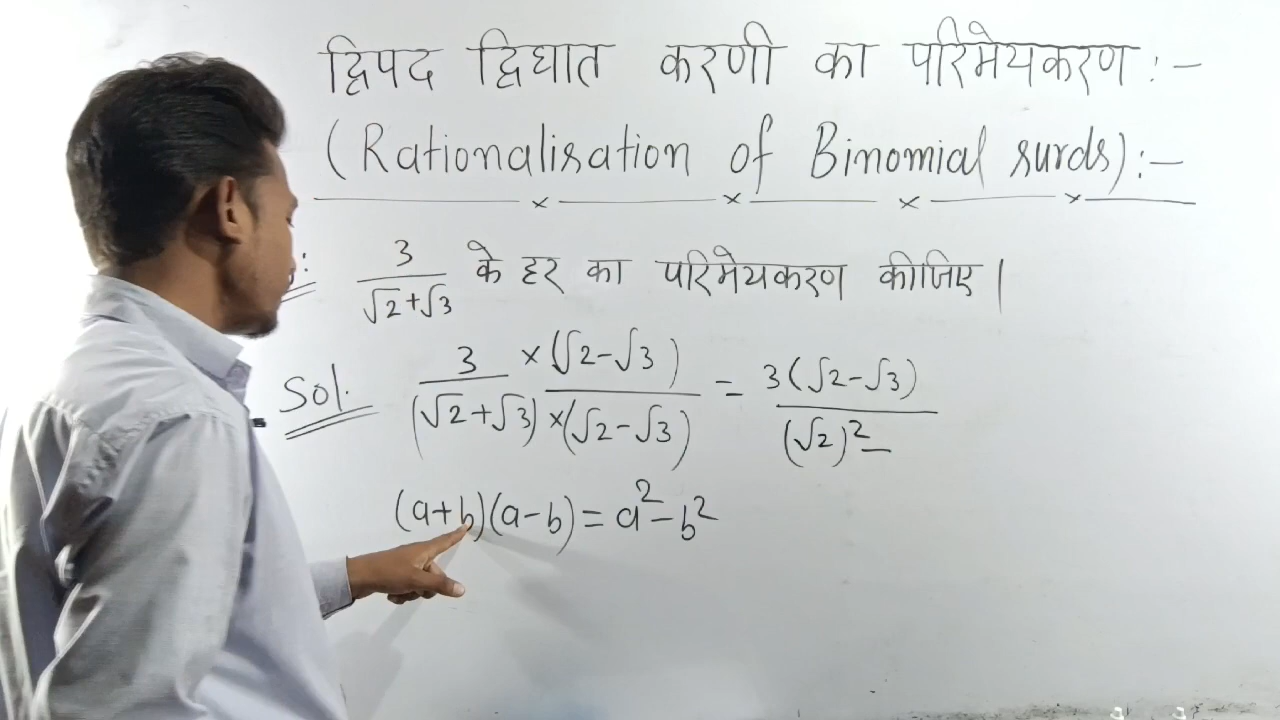 द्विपद द्विघात करणी का परिमेयकरण :-
(Rationalisation of Binomial surds):-
3/(√2+√3) के हर का परिमेयकरण कीजिए।
Sol. 3/(√2+√3) × (√2-√3)/×(√2-√3) = 3(√2-√3)/(√2)² -
(a+b)(a-b) = a²-b²